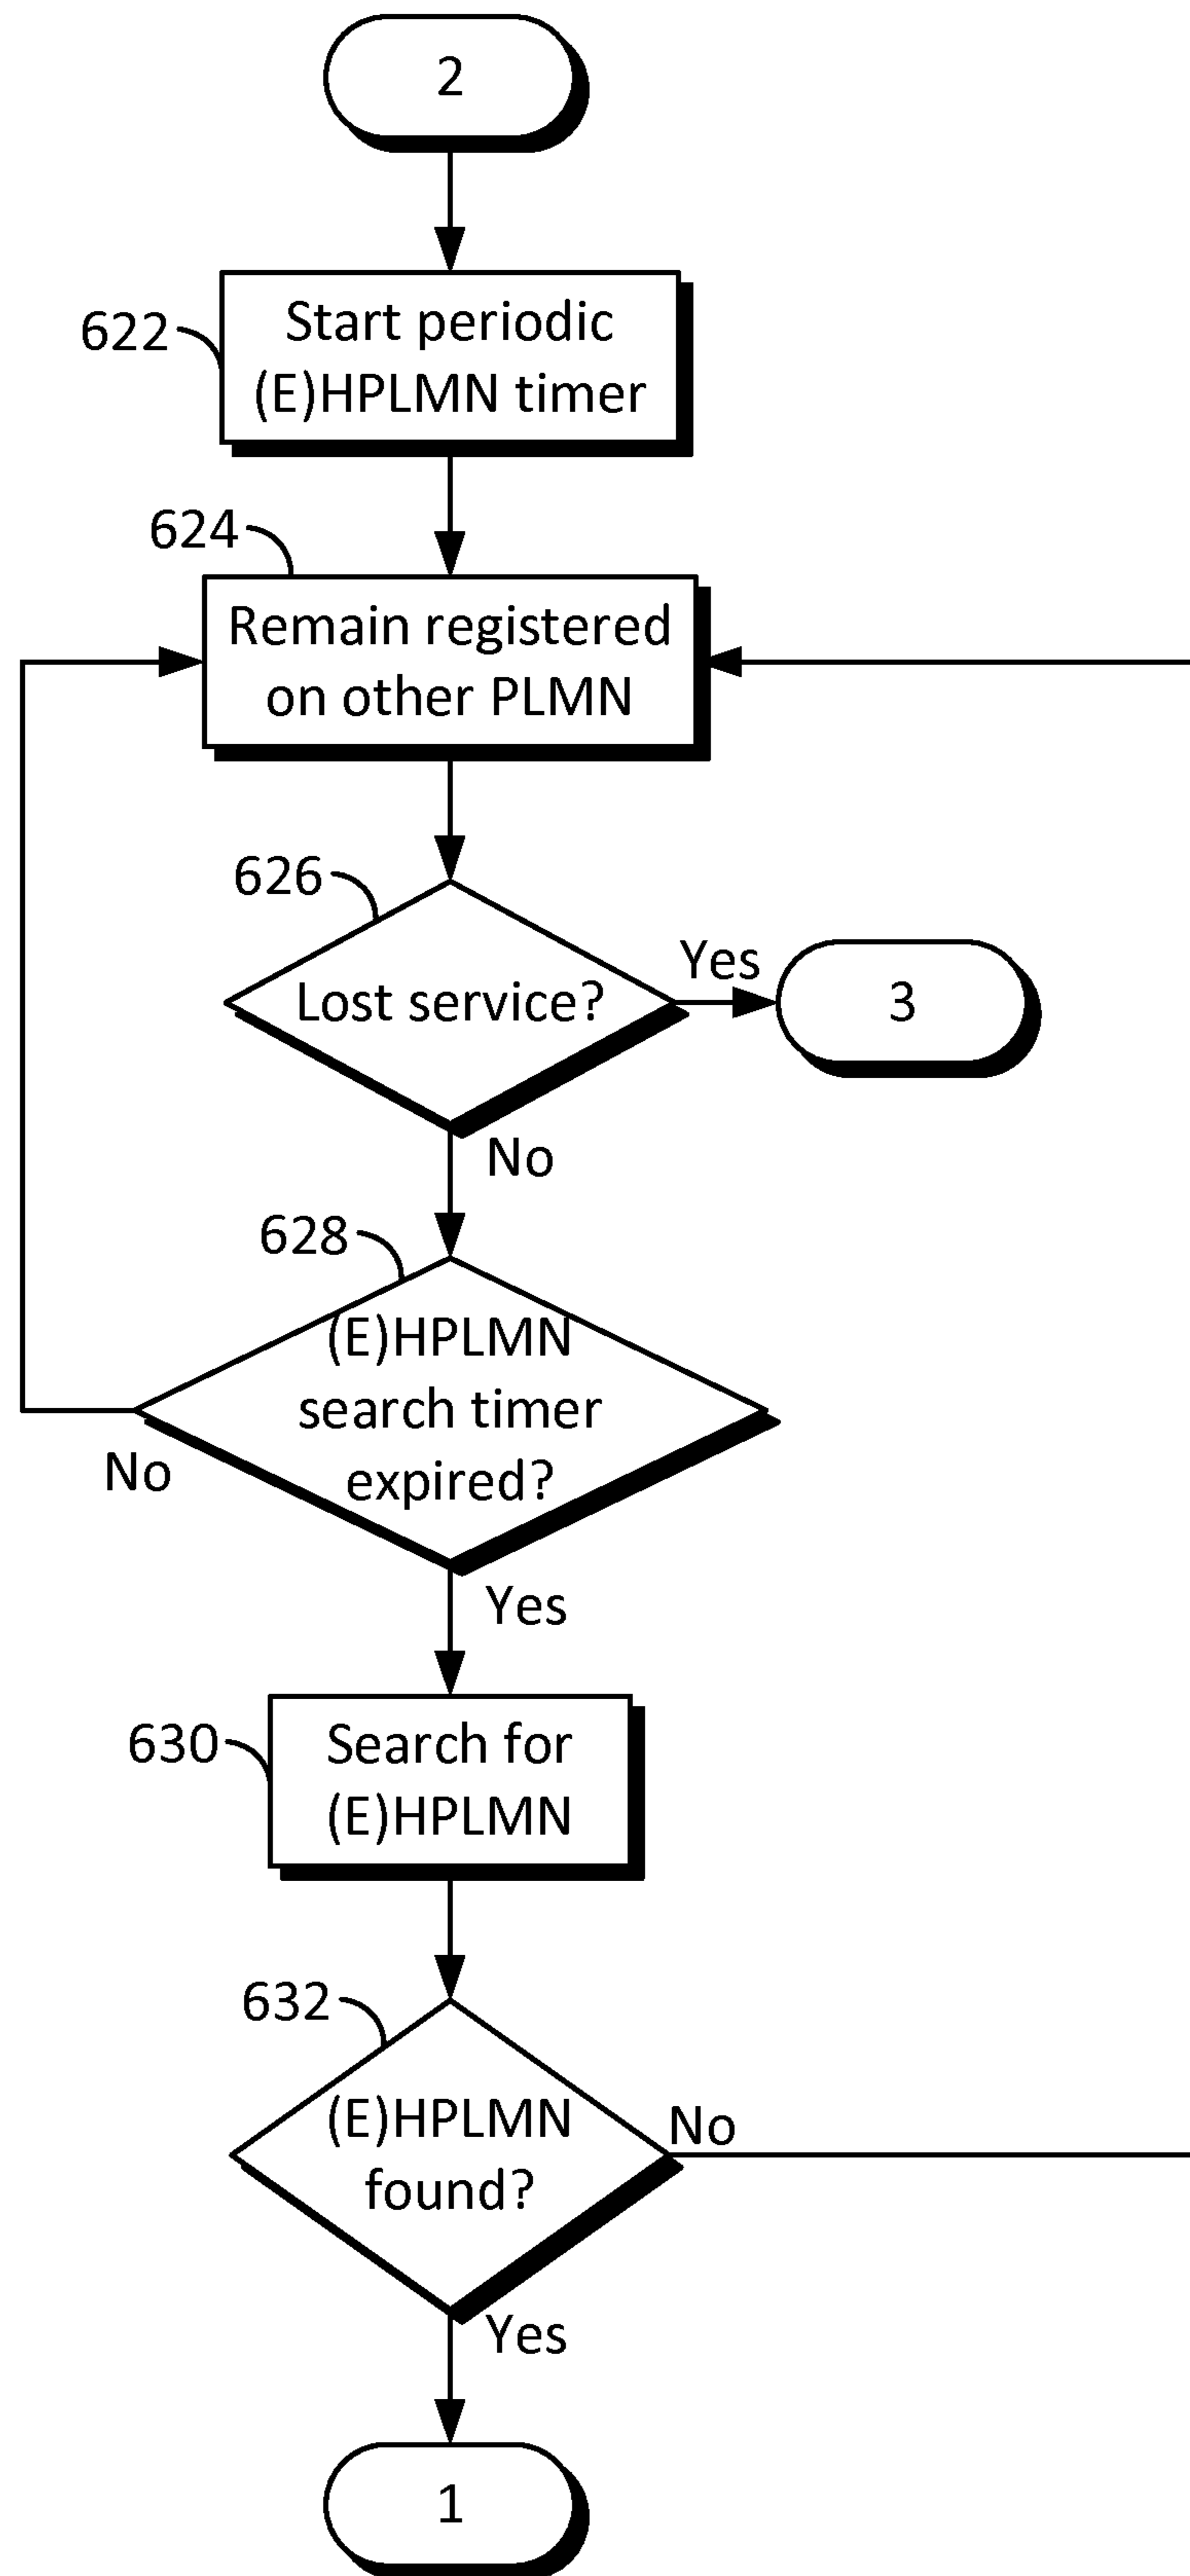 2
622
Start periodic
(E)HPLMN timer
624
Remain registered
on other PLMN
626
Lost service?
Yes
3
No
628
(E)HPLMN
search timer
expired?
No
Yes
630
Search for
(E)HPLMN
632
(E)HPLMN
found?
No
Yes
1